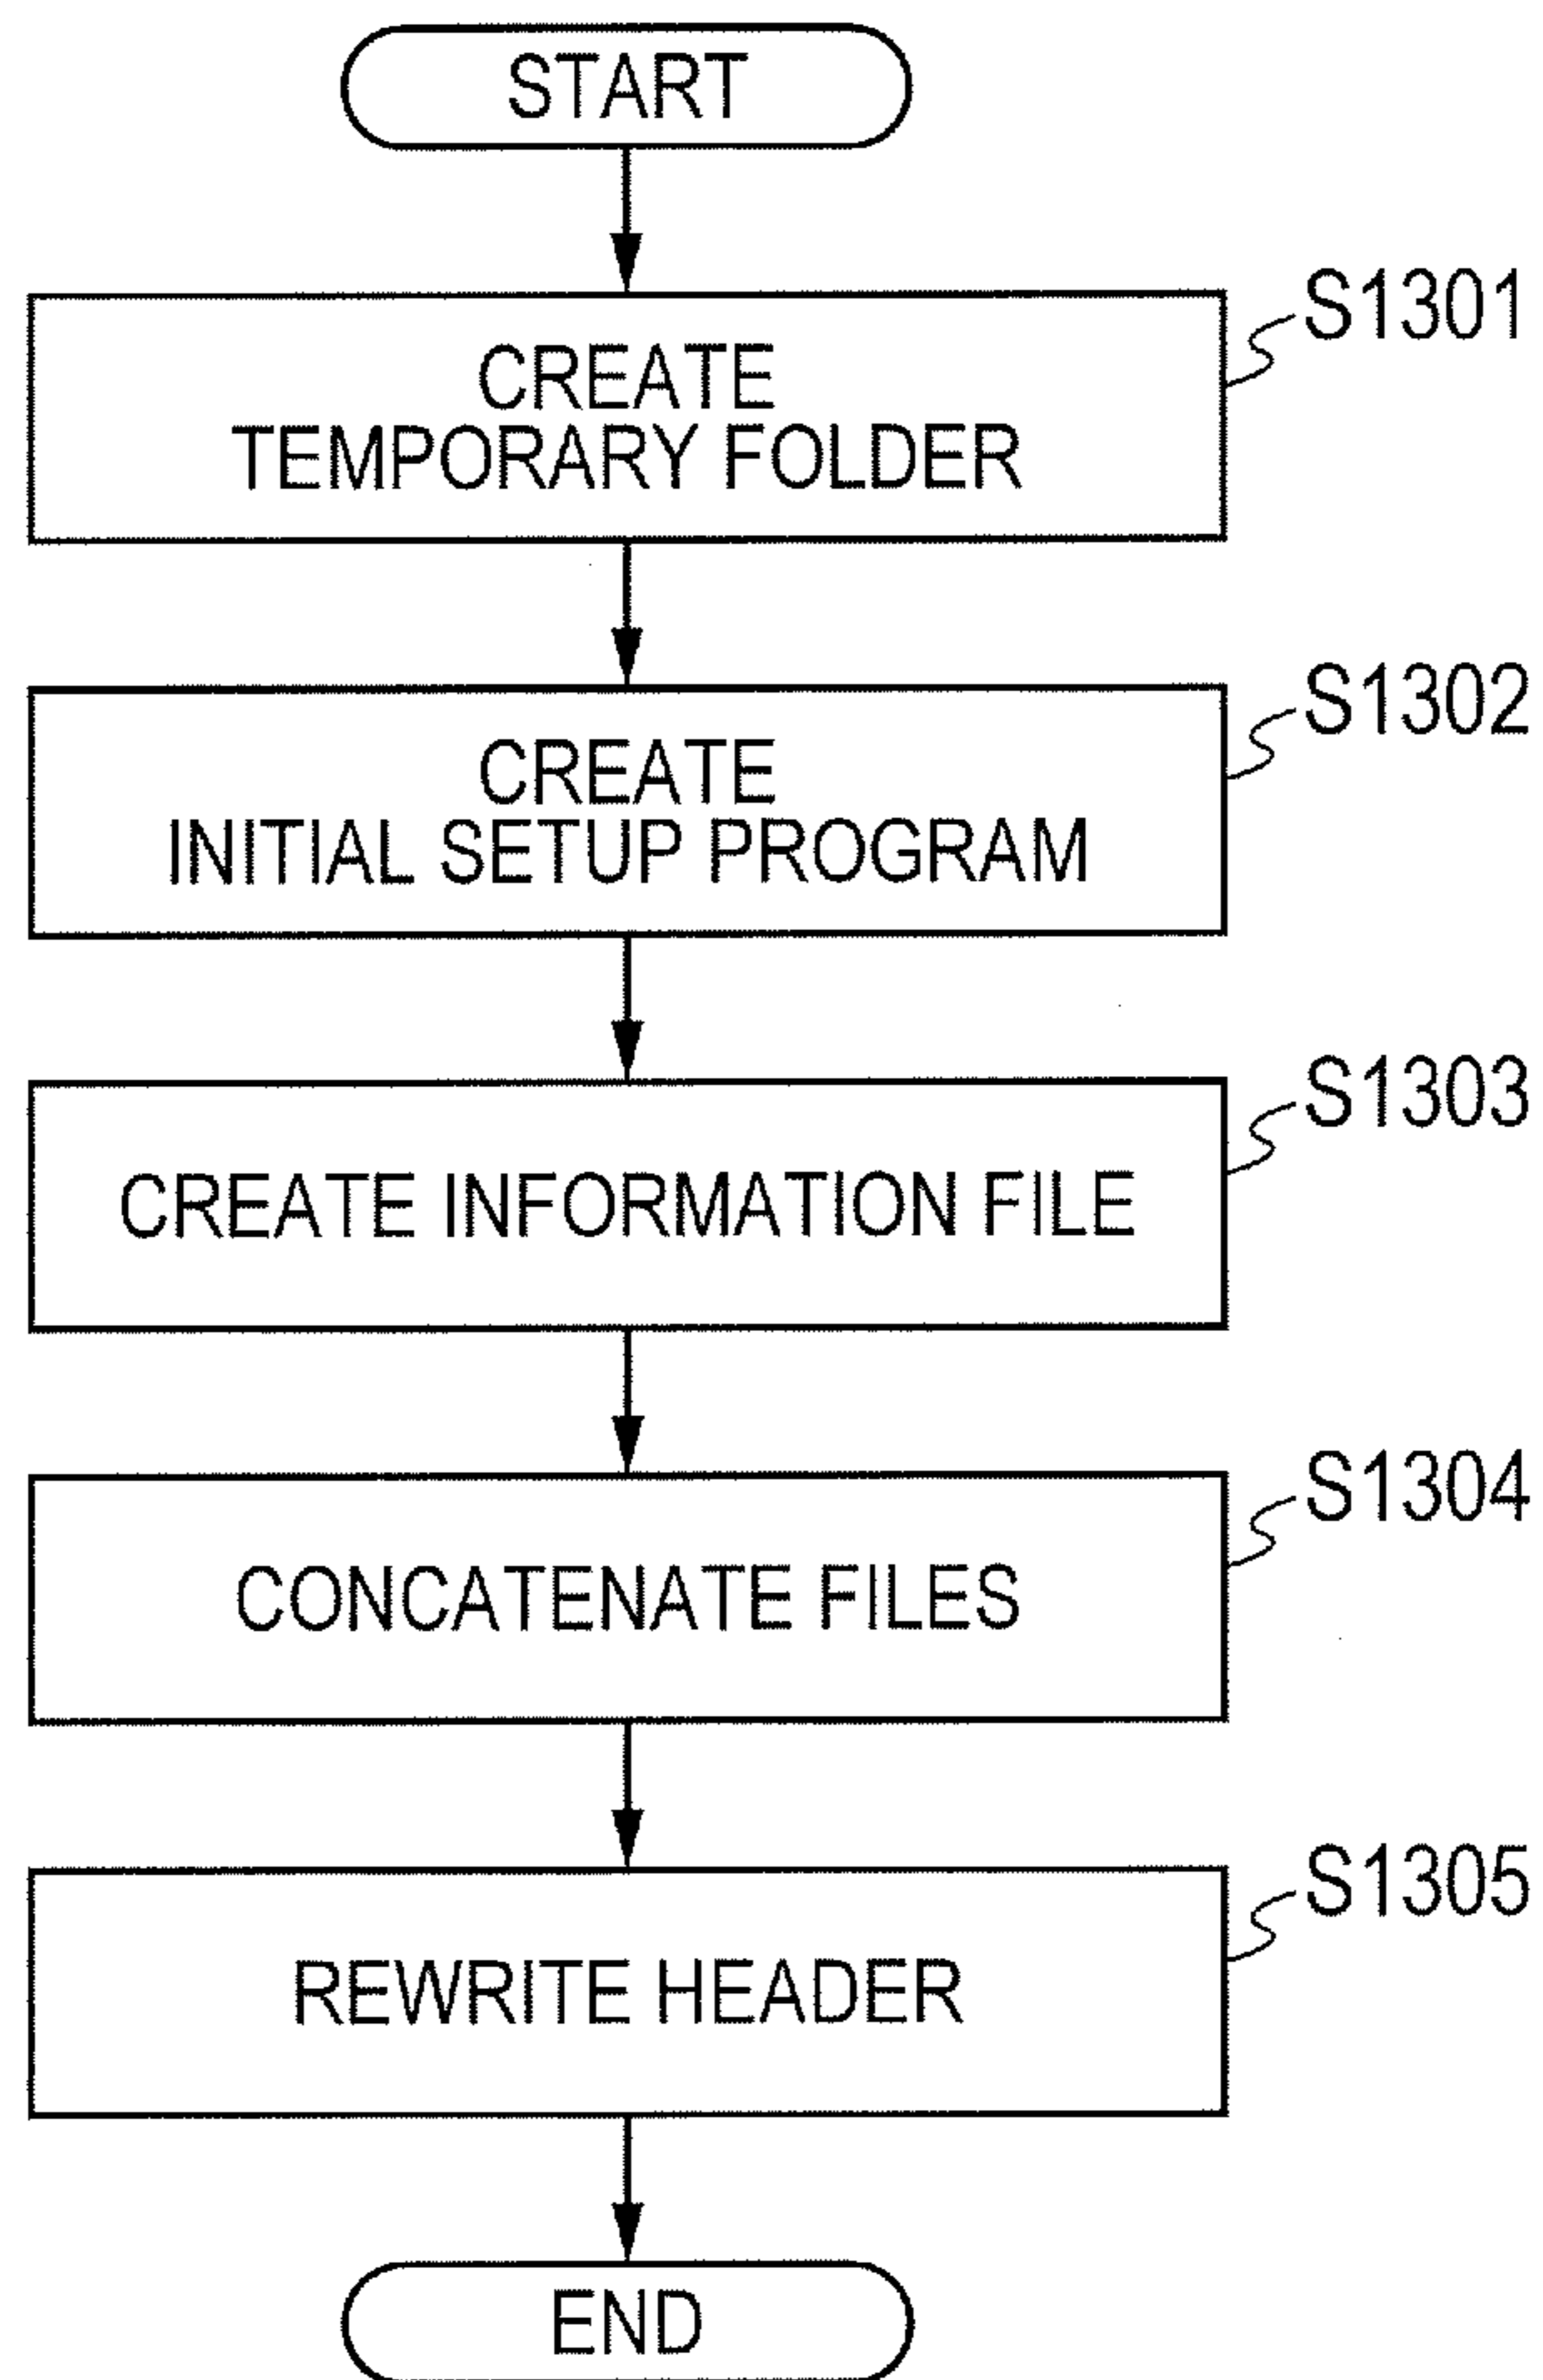 START
S1301
CREATE
TEMPORARY FOLDER
S1302
CREATE
INITIAL SETUP PROGRAM
S1303
CREATE INFORMATION FILE
S1304
CONCATENATE FILES
S1305
REWRITE HEADER
END